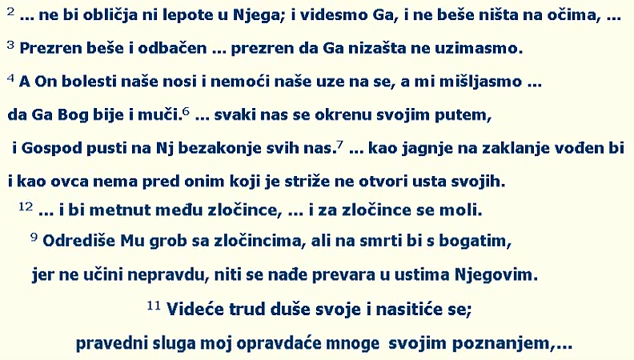 ² ... ne bi obličja ni lepote u Njega; i videsmo Ga, i ne beše ništa na očima, ...
³ Prezren beše i odbačen ... prezren da Ga nizašta ne uzimasmo.
⁴ A On bolesti naše nosi i nemoći naše uze na se, a mi mišljasmo ...
da Ga Bog bije i muči.⁶ ... svaki nas se okrenu svojim putem,
i Gospod pusti na Nj bezakonje svih nas.⁷ ... kao jagnje na zaklanje vođen bi
i kao ovca nema pred onim koji je striže ne otvori usta svojih.
¹² ... i bi metnut među zločince, ... i za zločince se moli.
⁹ Odrediše Mu grob sa zločincima, ali na smrti bi s bogatim,
jer ne učini nepravdu, niti se nađe prevara u ustima Njegovim.
¹¹ Videće trud duše svoje i nasitiće se;
pravedni sluga moj opravdaće mnoge svojim poznanjem,...